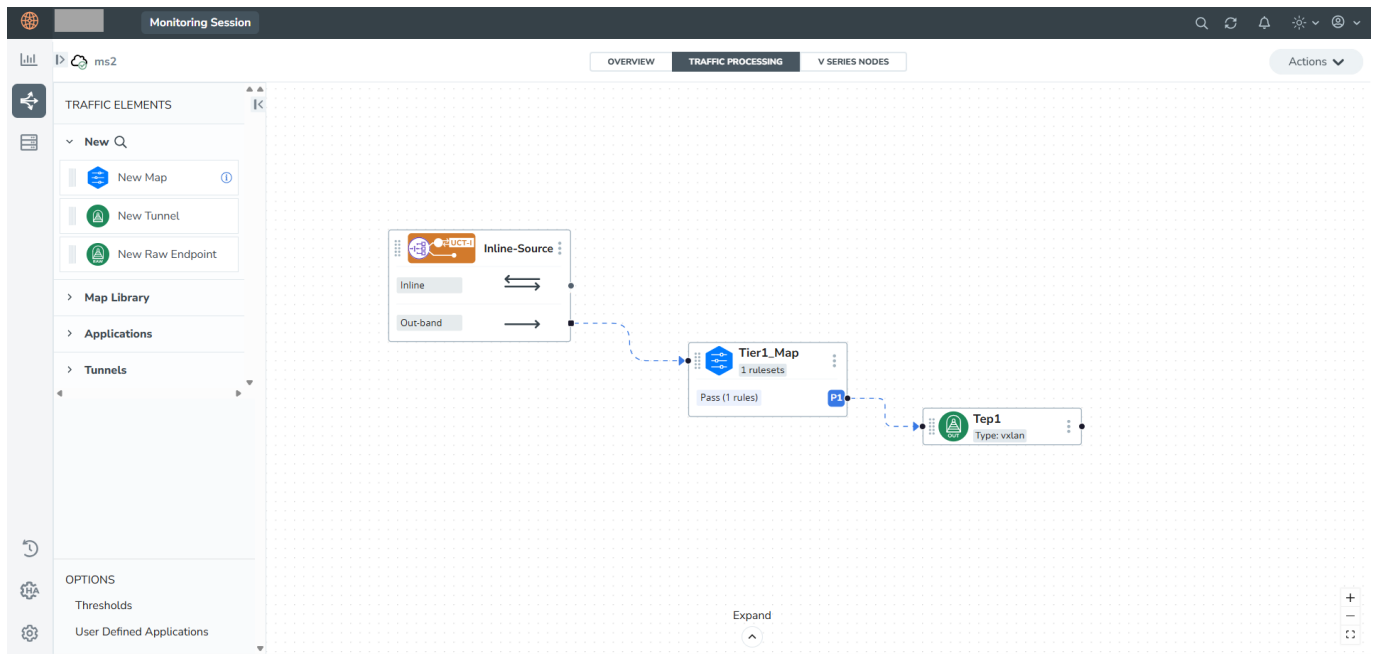 Monitoring Session
ms2
OVERVIEW
TRAFFIC PROCESSING
V SERIES NODES
Actions
TRAFFIC ELEMENTS
New
New Map
New Tunnel
New Raw Endpoint
Map Library
Applications
Tunnels
OPTIONS
Thresholds
User Defined Applications
HA
UCT-I
Inline-Source
Inline
Out-band
Tier1_Map
1 rulesets
Pass (1 rules)
P1
Tep1
OUT
Type: vxlan
Expand